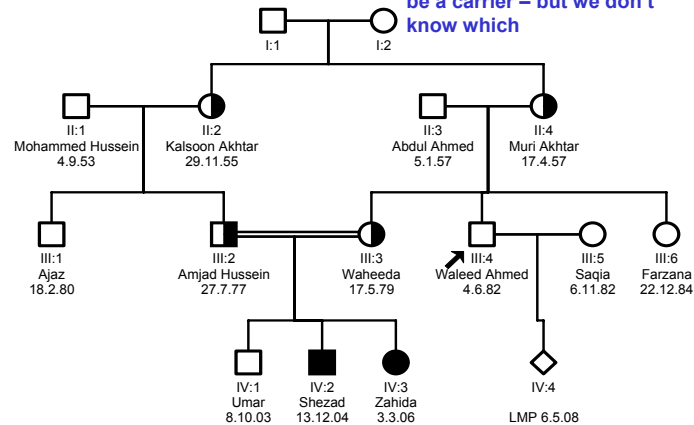 be a carrier – but we don't
know which
I:1
I:2
II:1
Mohammed Hussein
4.9.53
II:2
Kalsoon Akhtar
29.11.55
II:3
Abdul Ahmed
5.1.57
II:4
Muri Akhtar
17.4.57
III:1
Ajaz
18.2.80
III:2
Amjad Hussein
27.7.77
III:3
Waheeda
17.5.79
III:4
Waleed Ahmed
4.6.82
III:5
Saqia
6.11.82
III:6
Farzana
22.12.84
IV:1
Umar
8.10.03
IV:2
Shezad
13.12.04
IV:3
Zahida
3.3.06
IV:4
LMP 6.5.08